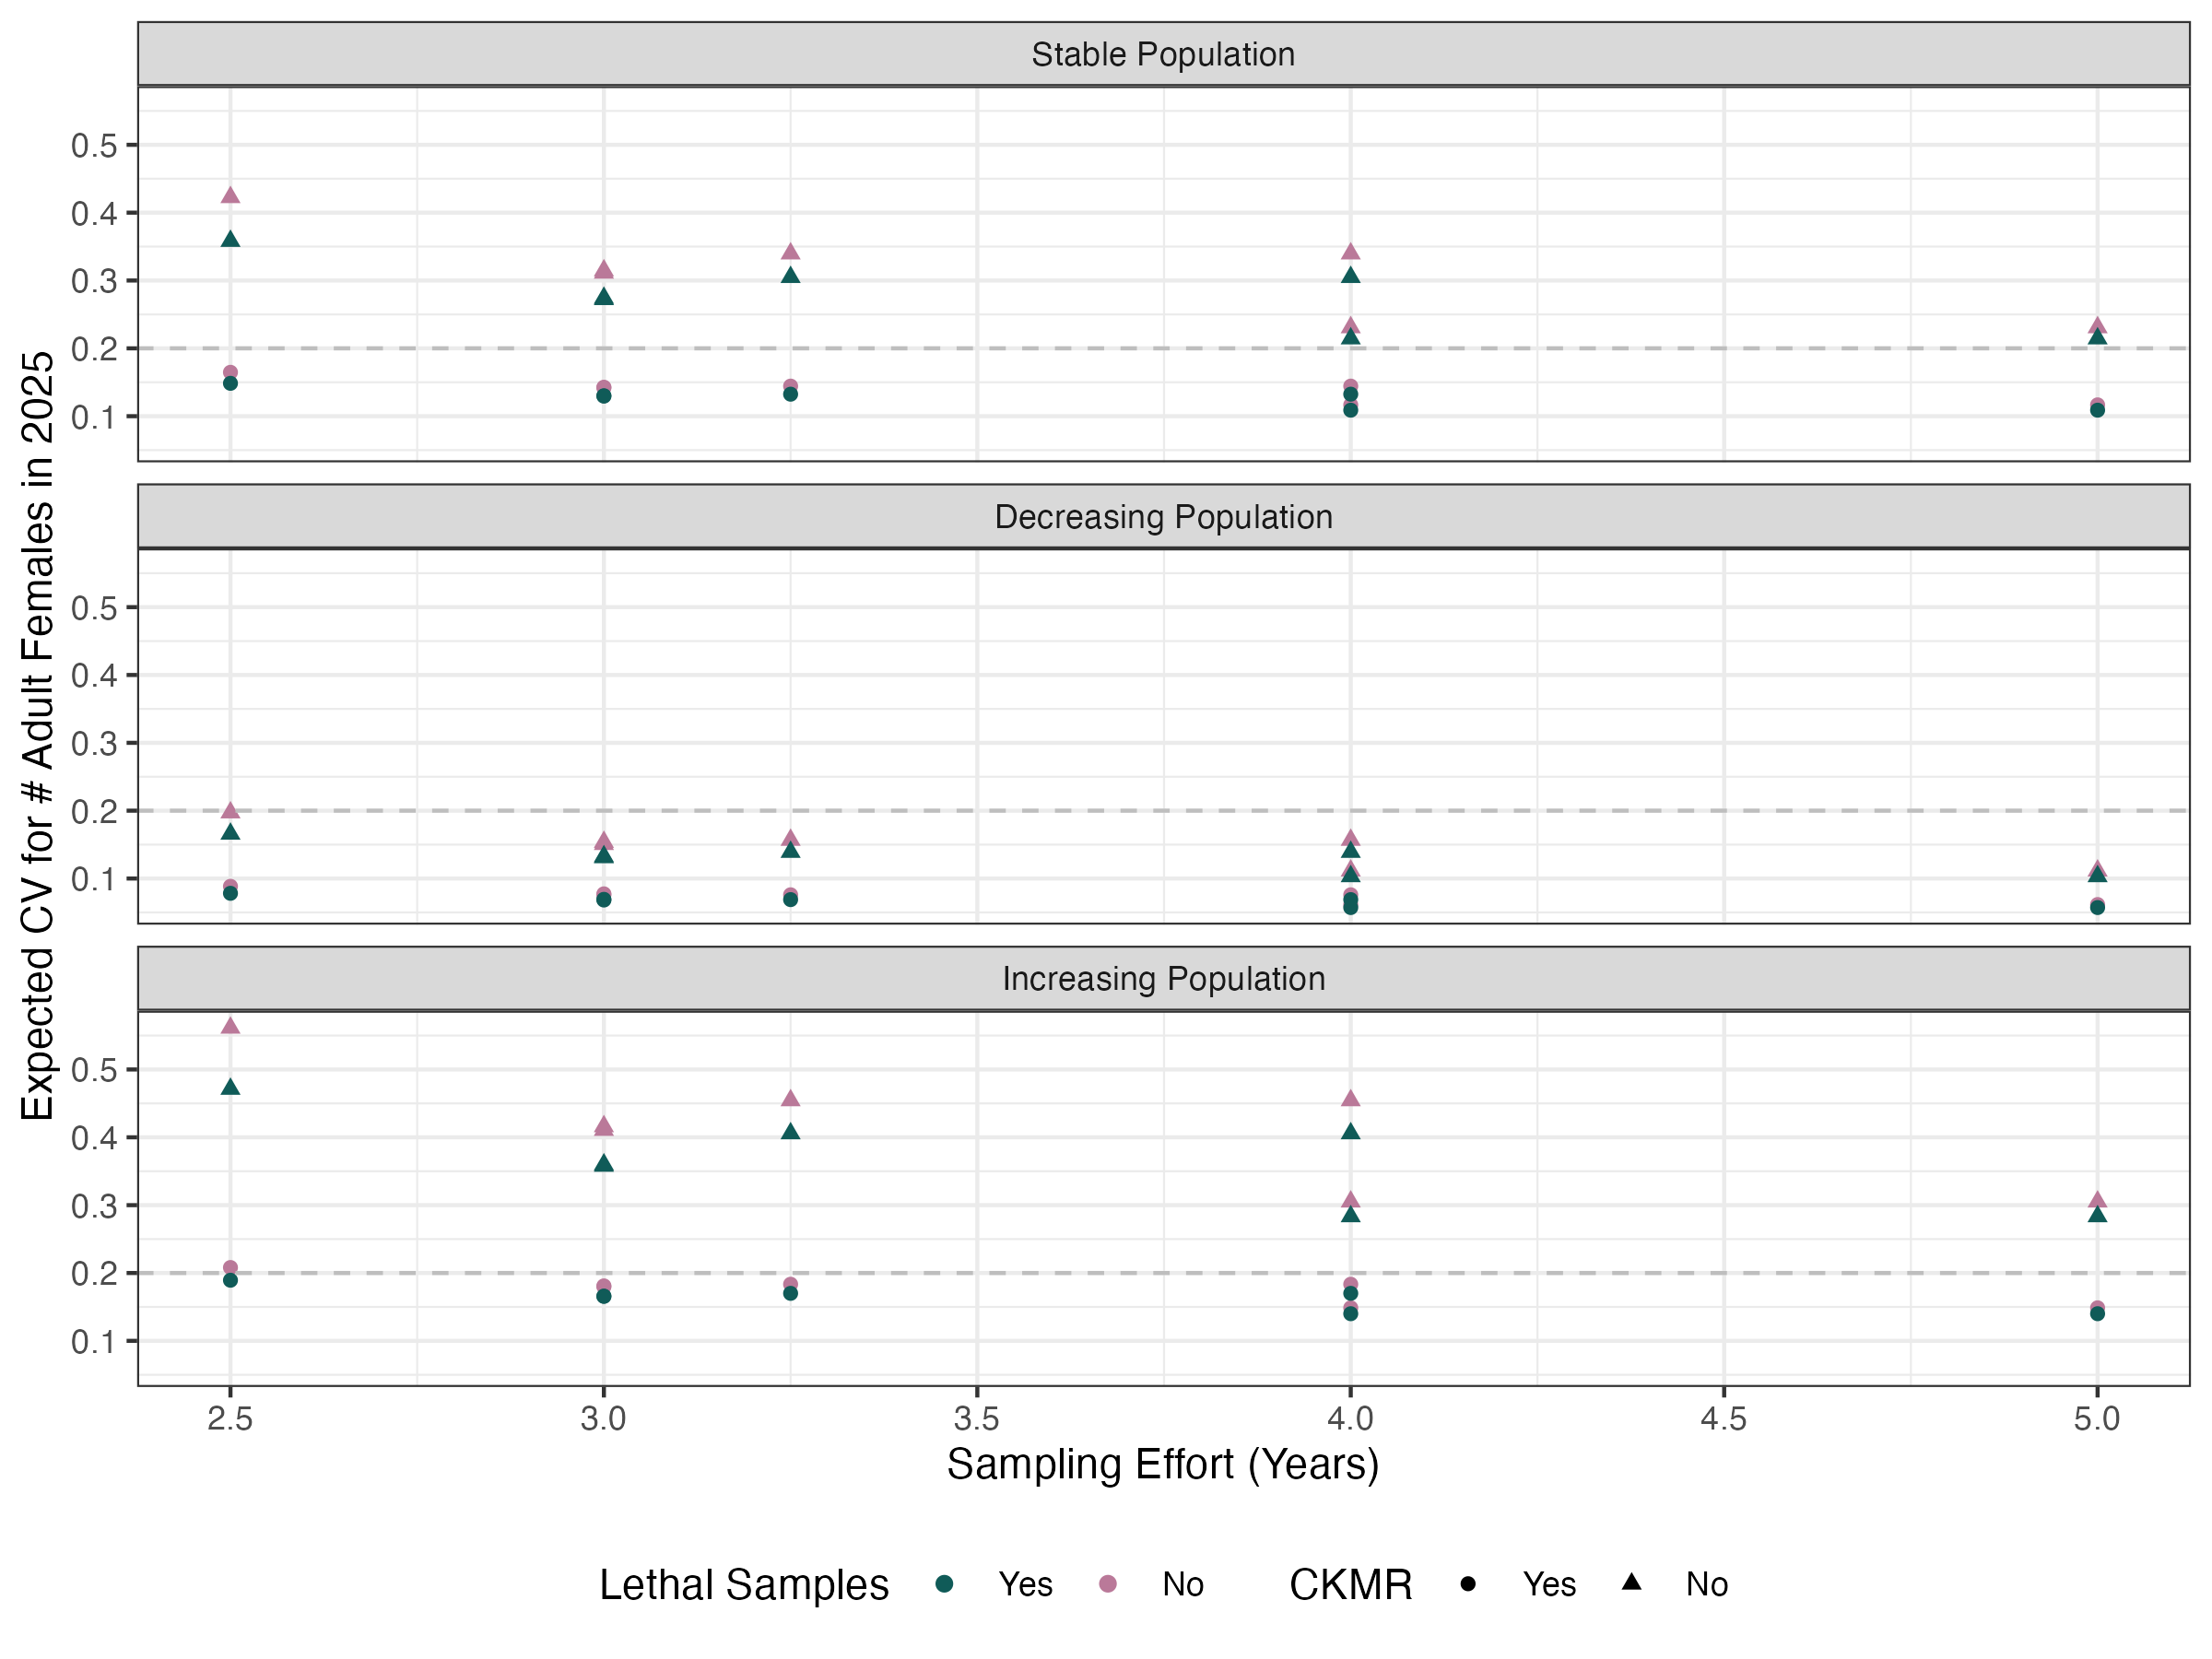 Stable Population
0.5
0.4
0.3
0.2
0.1
Decreasing Population
0.5
0.4
0.3
0.2
0.1
Increasing Population
0.5
0.4
0.3
0.2
0.1
Expected CV for # Adult Females in 2025
2.5 3.0 3.5 4.0 4.5 5.0
Sampling Effort (Years)
Lethal Samples Yes No CKMR Yes No